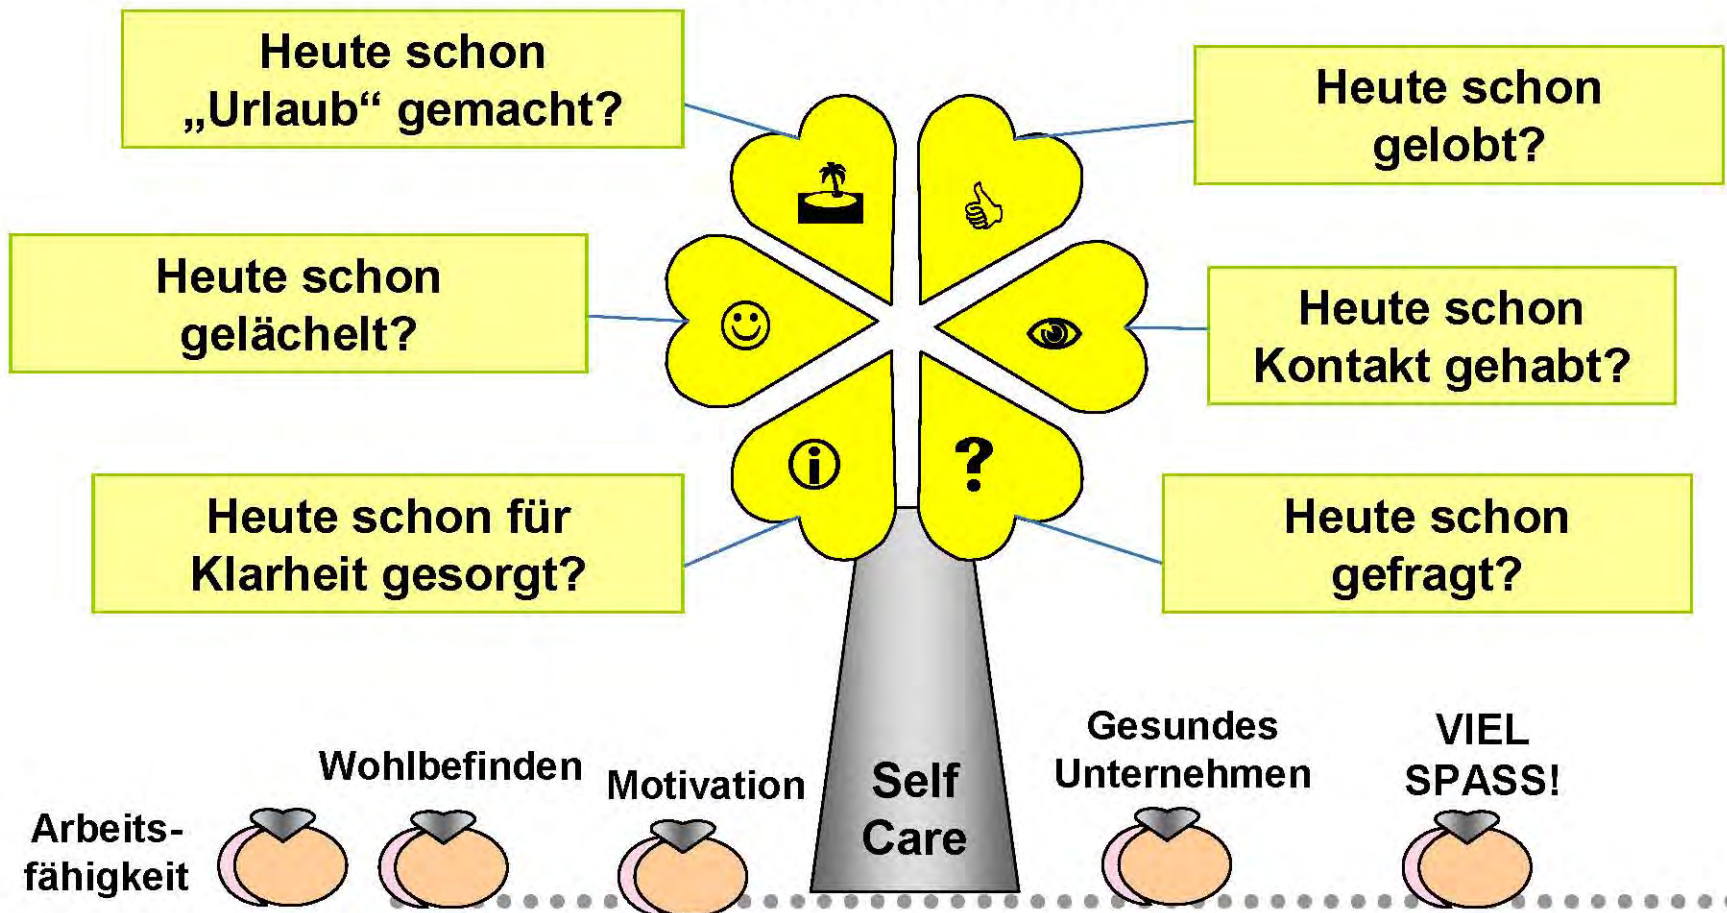 Heute schon
„Urlaub“ gemacht?
Heute schon
gelobt?
Heute schon
gelächelt?
Heute schon
Kontakt gehabt?
Heute schon für
Klarheit gesorgt?
Heute schon
gefragt?
Arbeits-
fähigkeit
Wohlbefinden
Motivation
Self
Care
Gesundes
Unternehmen
VIEL
SPASS!